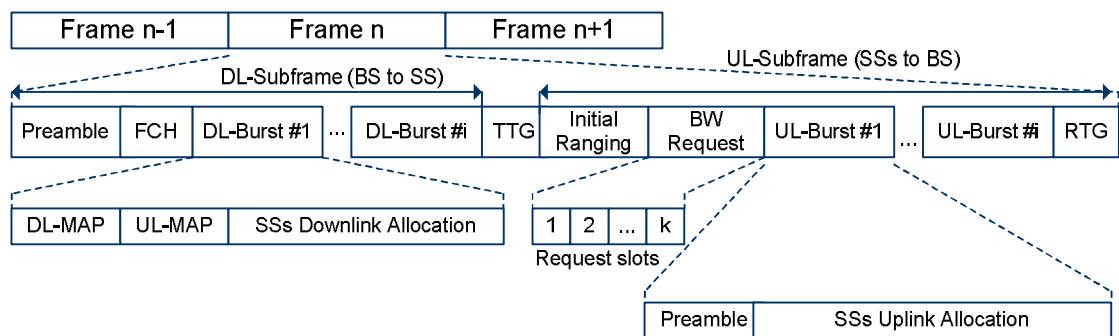 Frame n-1 Frame n Frame n+1
DL-Subframe (BS to SS) UL-Subframe (SSs to BS)
Preamble FCH DL-Burst #1 ... DL-Burst #i TTG Initial Ranging BW Request UL-Burst #1 ... UL-Burst #i RTG
DL-MAP UL-MAP SSs Downlink Allocation 1 2 ... k
Request slots
Preamble SSs Uplink Allocation